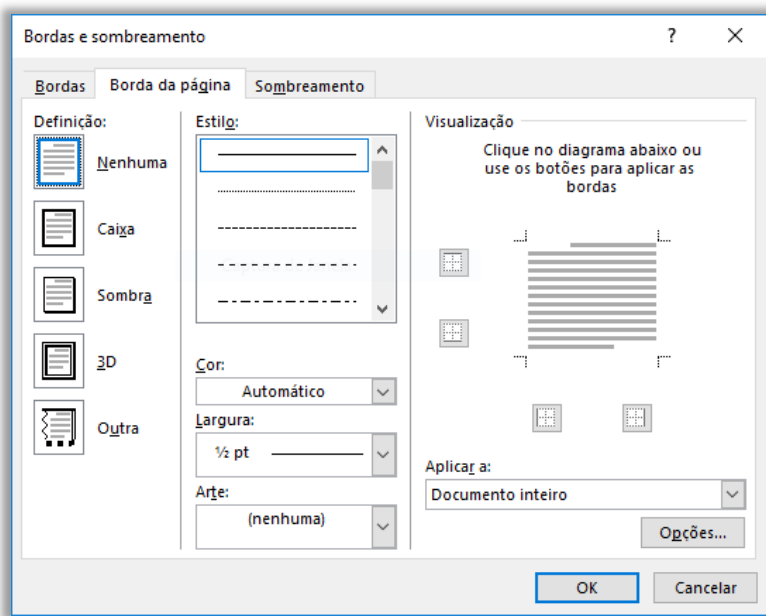 Bordas e sombreamento
?
Bordas
Borda da página
Sombreamento
Definição:
Nenhuma
Caixa
Sombra
3D
Outra
Estilo:
Cor:
Automático
Largura:
½ pt
Arte:
(nenhuma)
Visualização
Clique no diagrama abaixo ou
use os botões para aplicar as
bordas
Aplicar a:
Documento inteiro
Opções...
OK
Cancelar